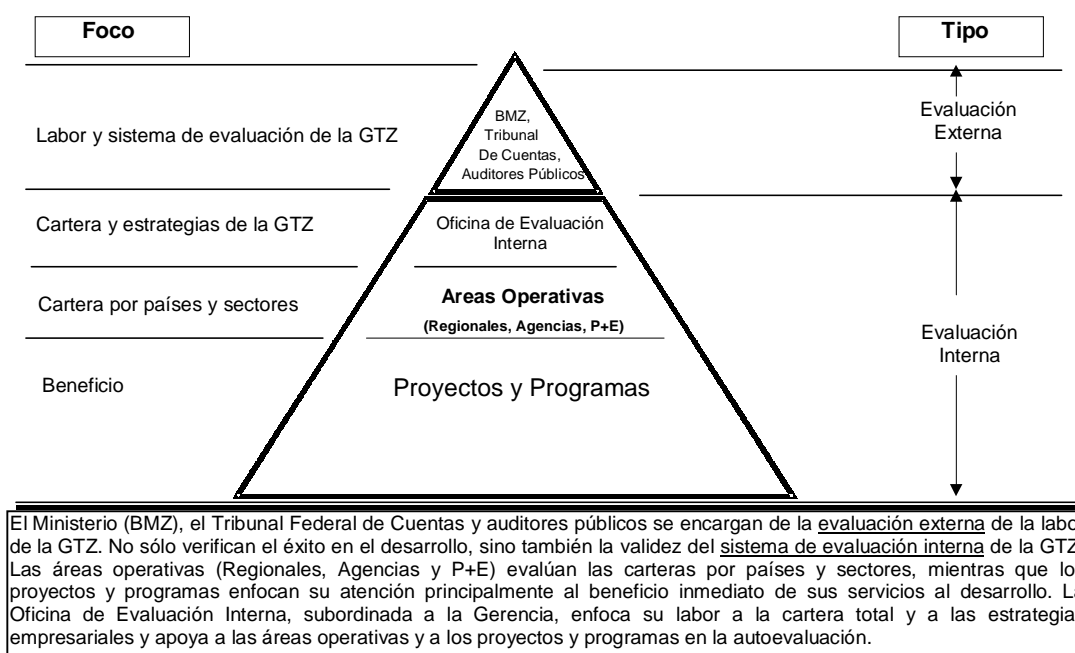 Foco
Tipo
BMZ,
Tribunal
De Cuentas,
Auditores Públicos
Evaluación
Externa
Labor y sistema de evaluación de la GTZ
Cartera y estrategias de la GTZ
Oficina de Evaluación
Interna
Cartera por países y sectores
Areas Operativas
(Regionales, Agencias, P+E)
Evaluación
Interna
Beneficio
Proyectos y Programas
El Ministerio (BMZ), el Tribunal Federal de Cuentas y auditores públicos se encargan de la evaluación externa de la labo
de la GTZ. No sólo verifican el éxito en el desarrollo, sino también la validez del sistema de evaluación interna de la GTZ
Las áreas operativas (Regionales, Agencias y P+E) evalúan las carteras por países y sectores, mientras que lo
proyectos y programas enfocan su atención principalmente al beneficio inmediato de sus servicios al desarrollo. L
Oficina de Evaluación Interna, subordinada a la Gerencia, enfoca su labor a la cartera total y a las estrategia
empresariales y apoya a las áreas operativas y a los proyectos y programas en la autoevaluación.